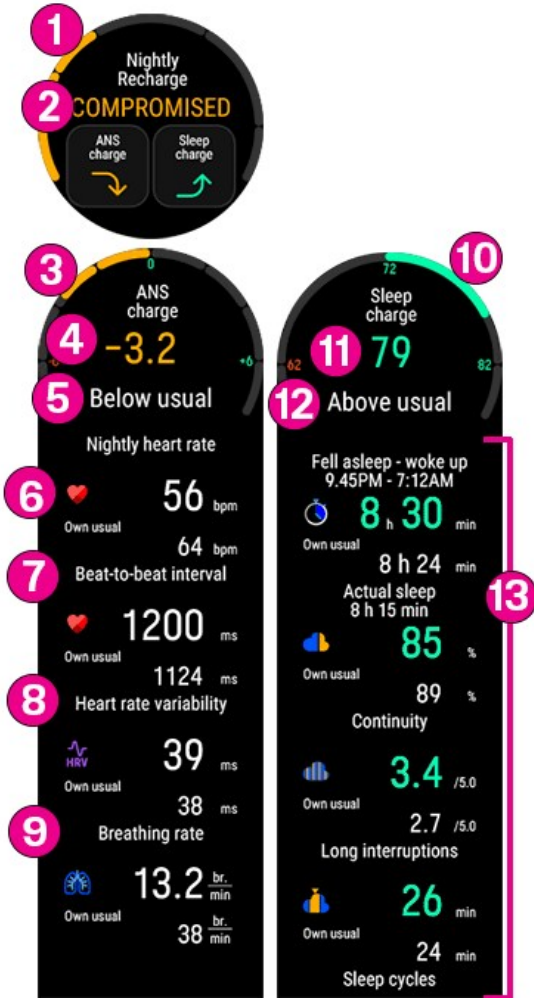 1
Nightly
Recharge
2
COMPROMISED
ANS
charge
Sleep
charge
3
0
ANS
charge
4
-6
−3.2
+6
5
Below usual
Nightly heart rate
6
56 bpm
Own usual
64 bpm
7
Beat-to-beat interval
1200 ms
Own usual
1124 ms
8
Heart rate variability
HRV
39 ms
Own usual
38 ms
9
Breathing rate
13.2 br.
min
Own usual
38 br.
min
10
72
Sleep
charge
11
62
79
82
12
Above usual
13
Fell asleep - woke up
9.45PM - 7:12AM
8 h 30 min
Own usual
8 h 24 min
Actual sleep
8 h 15 min
85 %
Own usual
89 %
Continuity
3.4 /5.0
Own usual
2.7 /5.0
Long interruptions
26 min
Own usual
24 min
Sleep cycles